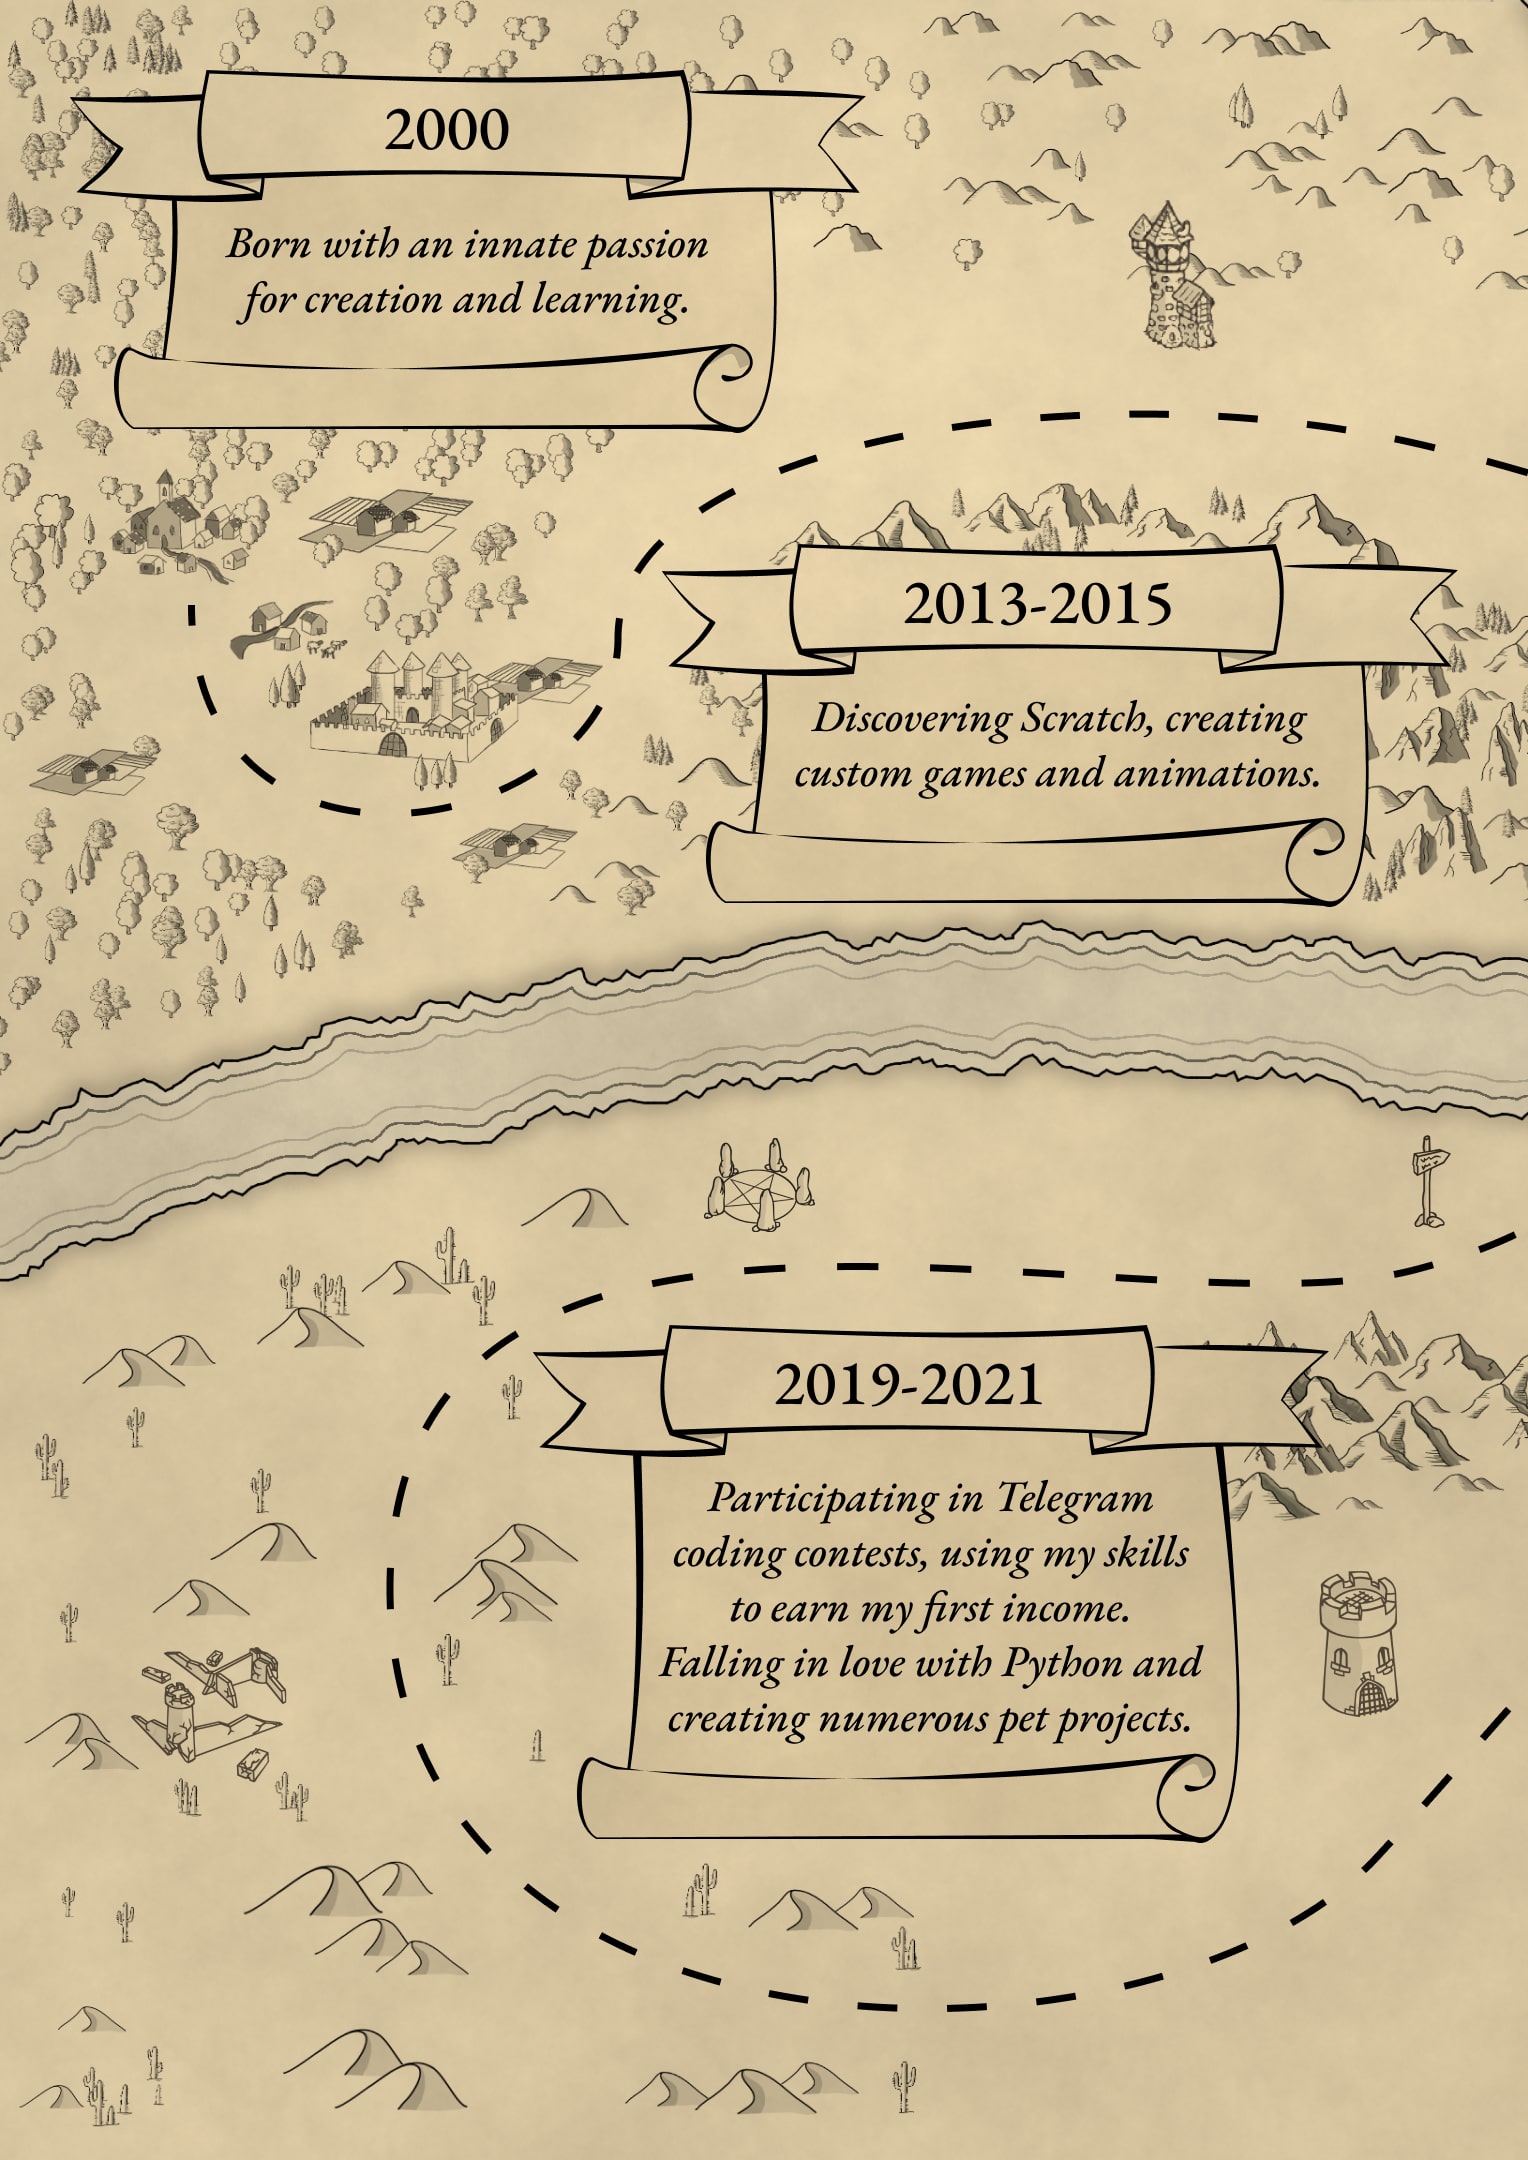 2000
Born with an innate passion
for creation and learning.
2013-2015
Discovering Scratch, creating
custom games and animations.
2019-2021
Participating in Telegram
coding contests, using my skills
to earn my first income.
Falling in love with Python and
creating numerous pet projects.